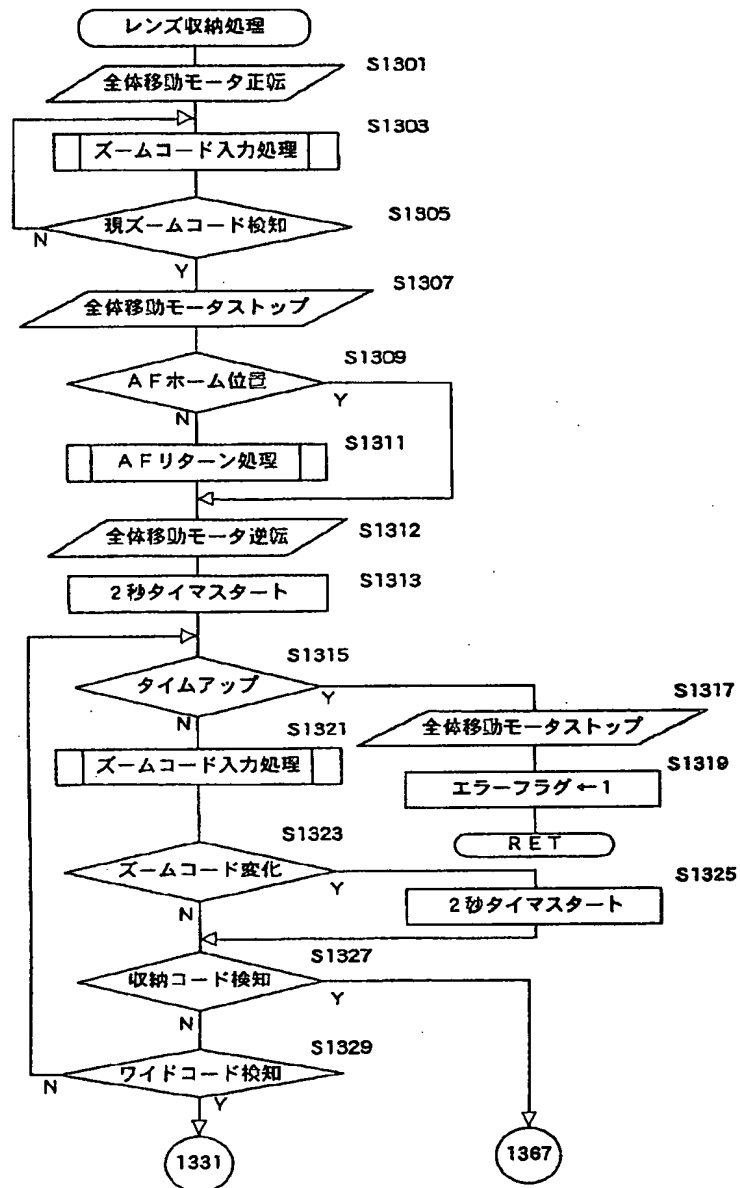 レンズ収納処理
S1301
全体移動モータ正転
S1303
ズームコード入力処理
S1305
現ズームコード検知
N
Y
S1307
全体移動モータストップ
S1309
AFホーム位置
Y
N
S1311
AFリターン処理
全体移動モータ逆転
S1312
S1313
2秒タイマスタート
S1315
タイムアップ
Y
N
S1317
全体移動モータストップ
S1321
ズームコード入力処理
S1319
エラーフラグ←1
RET
S1323
ズームコード変化
Y
N
S1325
2秒タイマスタート
S1327
収納コード検知
Y
N
S1329
ワイドコード検知
N
Y
1331
1367